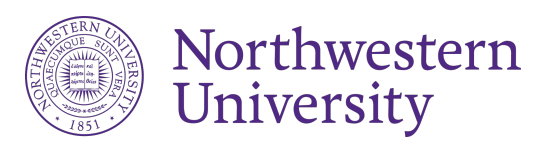 NORTHWESTERN UNIVERSITY
QUAECUMQUE SUNT VERA
· 1851 ·
Northwestern
University